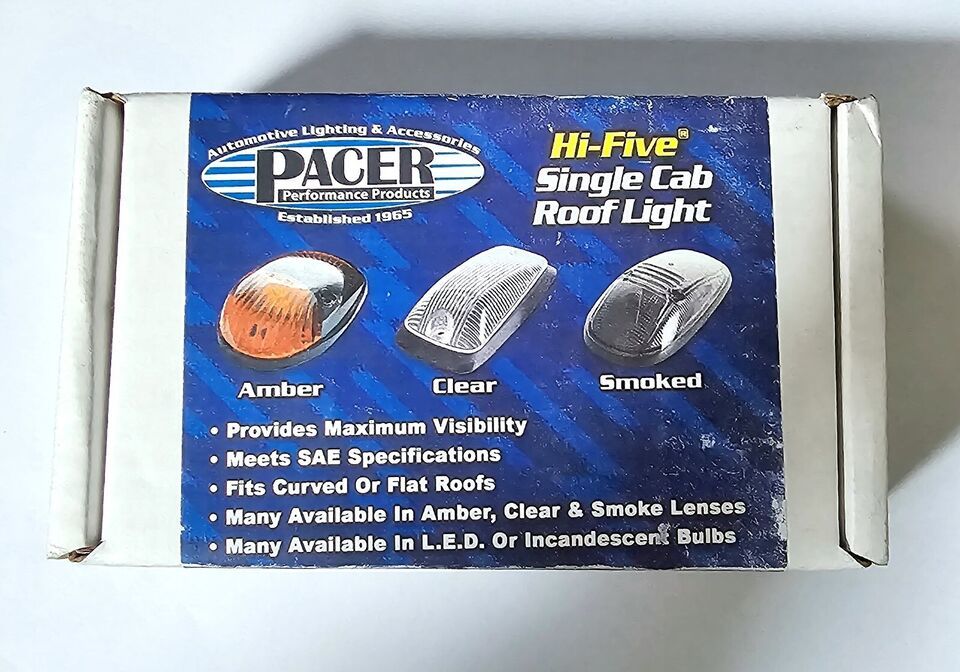 Automotive Lighting & Accessories
PACER
Performance Products
Established 1965
Hi-Five®
Single Cab
Roof Light
Amber
Clear
Smoked
• Provides Maximum Visibility
• Meets SAE Specifications
• Fits Curved Or Flat Roofs
• Many Available In Amber, Clear & Smoke Lenses
• Many Available In L.E.D. Or Incandescent Bulbs